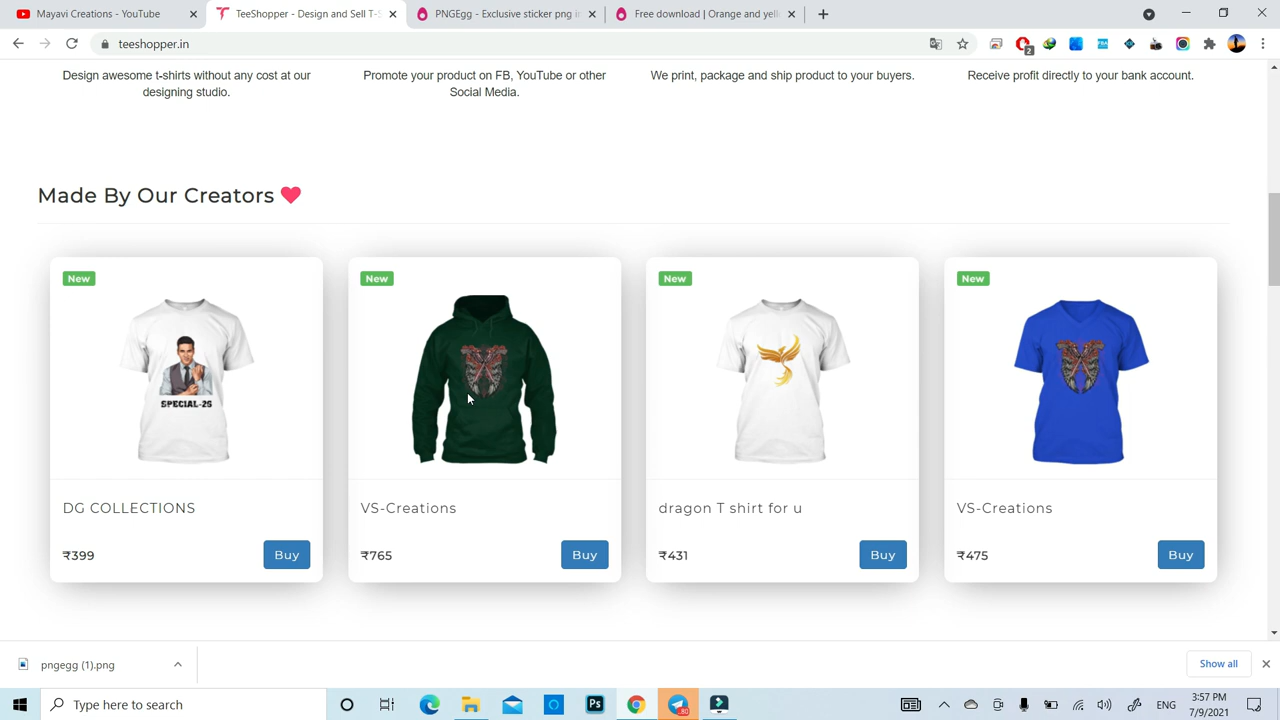 Mayavi Creations - YouTube
TeeShopper - Design and Sell T-S
PNGEgg - Exclusive sticker png in
Free download | Orange and yell
teeshopper.in
2
Design awesome t-shirts without any cost at our
designing studio.
Promote your product on FB, YouTube or other
Social Media.
We print, package and ship product to your buyers.
Receive profit directly to your bank account.
Made By Our Creators
New
New
New
New
SPECIAL-26
DG COLLECTIONS
VS-Creations
dragon T shirt for u
VS-Creations
₹399
Buy
₹765
Buy
₹431
Buy
₹475
Buy
pngegg (1).png
Show all
Type here to search
Ps
ENG
3:57 PM
7/9/2021